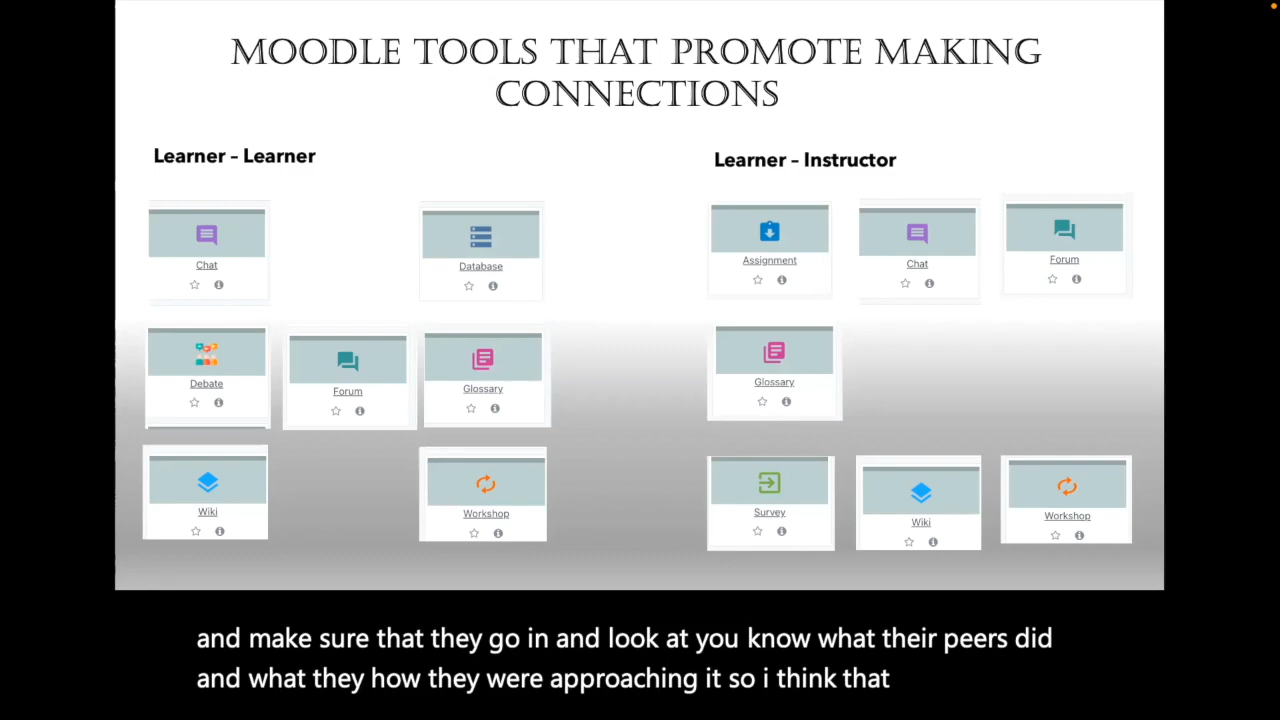 MOODLE TOOLS THAT PROMOTE MAKING
CONNECTIONS
Learner – Learner
Chat
Database
Debate
Forum
Glossary
Wiki
Workshop
Learner – Instructor
Assignment
Chat
Forum
Glossary
Survey
Wiki
Workshop
and make sure that they go in and look at you know what their peers did
and what they how they were approaching it so i think that